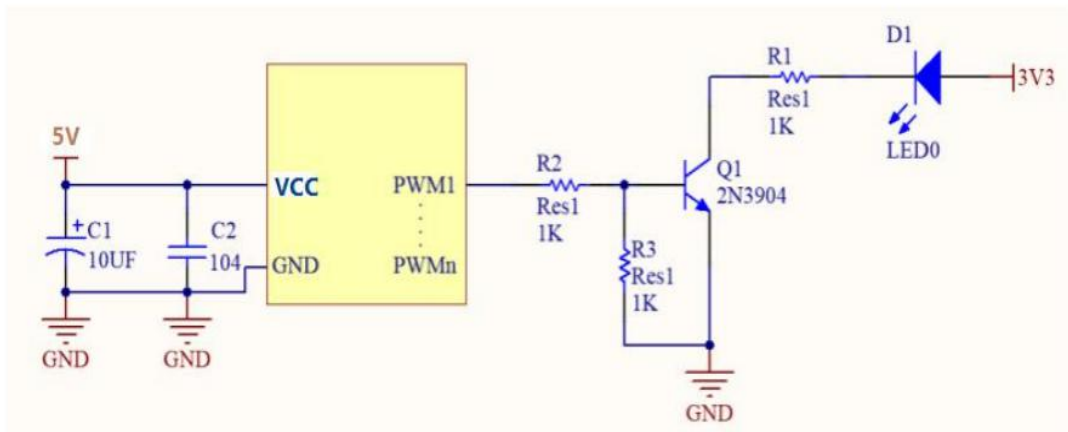 5V
+
C1
10UF
C2
104
GND
GND
VCC
GND
PWM1
PWMn
R2
Res1
1K
R3
Res1
1K
Q1
2N3904
GND
R1
Res1
1K
D1
LED0
3V3